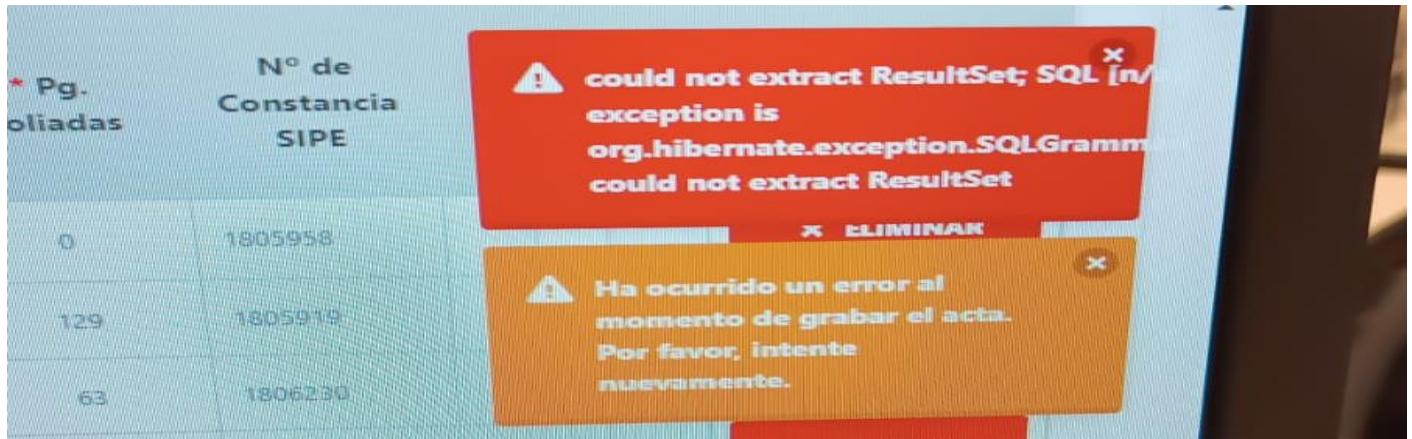 * Pg.
oliadas
Nº de
Constancia
SIPE
could not extract ResultSet; SQL [n/
exception is
org.hibernate.exception.SQLGramm
could not extract ResultSet
0
1805958
X ELIMINAR
Ha ocurrido un error al
momento de grabar el acta.
Por favor, intente
nuevamente.
129
1805919
63
1806230